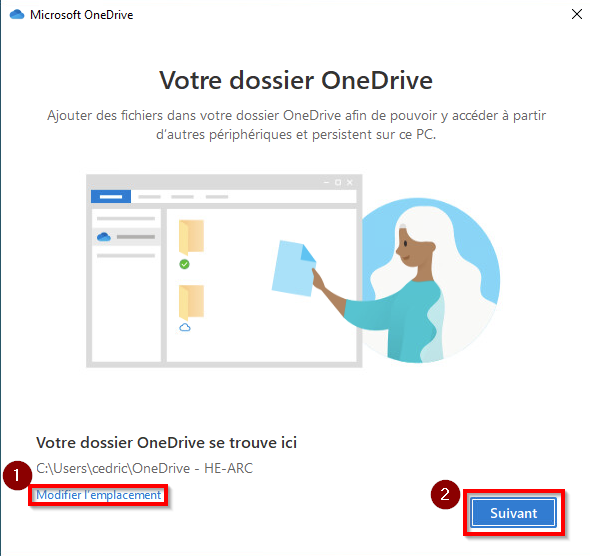 Microsoft OneDrive
Votre dossier OneDrive
Ajouter des fichiers dans votre dossier OneDrive afin de pouvoir y accéder à partir
d'autres périphériques et persistent sur ce PC.
Votre dossier OneDrive se trouve ici
1
C:\Users\cedric\OneDrive - HE-ARC
Modifier l'emplacement
2
Suivant